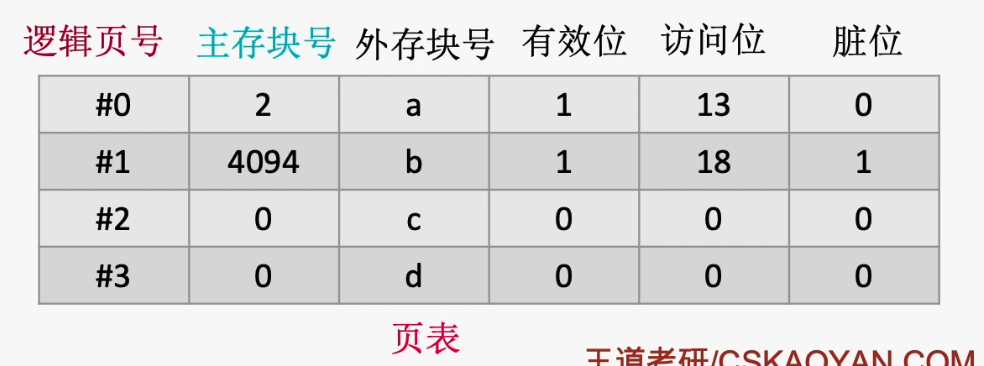 逻辑页号 主存块号 外存块号 有效位 访问位 脏位
#0 2 a 1 13 0
#1 4094 b 1 18 1
#2 0 c 0 0 0
#3 0 d 0 0 0
页表
王道考研/CSKAOYAN.COM